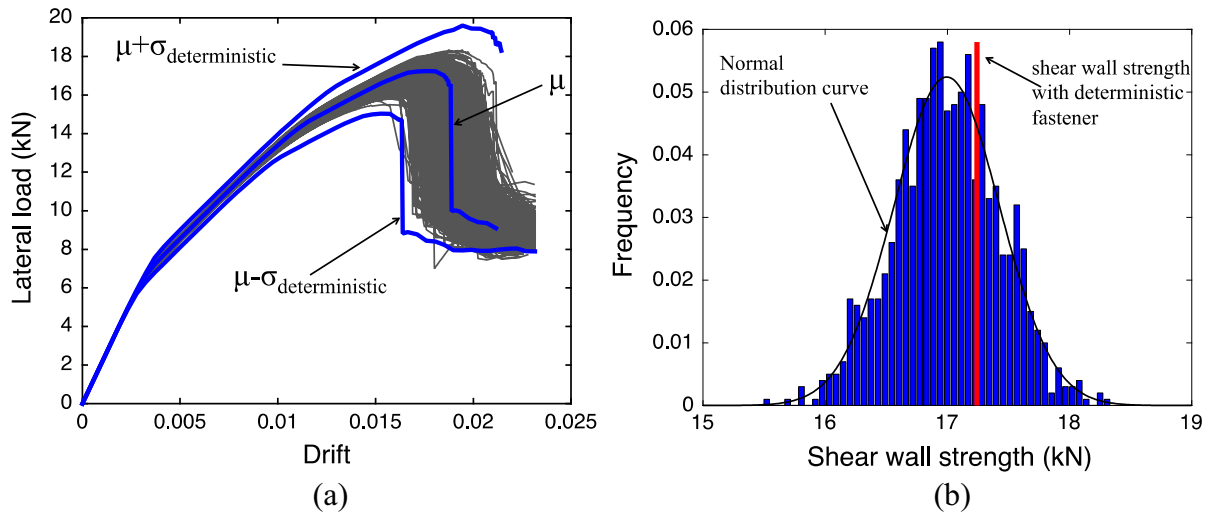 20
18
16
14
12
10
8
6
4
2
0
Lateral load (kN)
μ+σdeterministic
μ
μ-σdeterministic
0
0.005
0.010
0.015
0.020
0.025
Drift
(a)
0.06
0.05
0.04
0.03
0.02
0.01
0
Frequency
Normal
distribution curve
shear wall strength
with deterministic
fastener
15
16
17
18
19
Shear wall strength (kN)
(b)